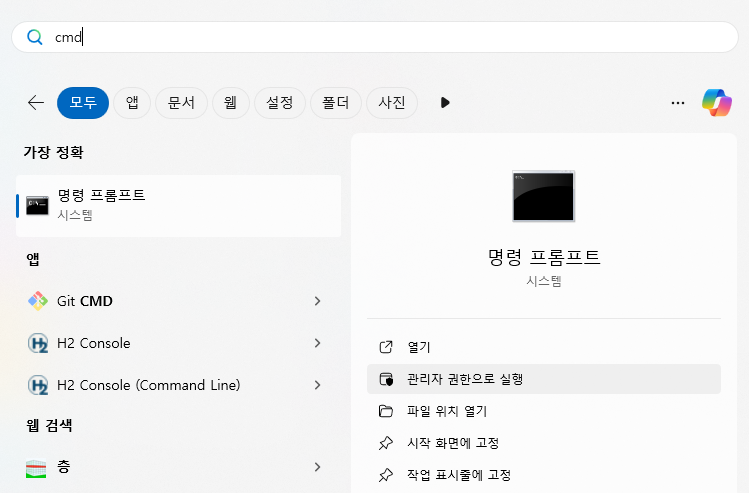 cmd
모두 앱 문서 웹 설정 폴더 사진 ...
가장 정확
명령 프롬프트
시스템
앱
Git CMD
H2 Console
H2 Console (Command Line)
웹 검색
층
명령 프롬프트
시스템
열기
관리자 권한으로 실행
파일 위치 열기
시작 화면에 고정
작업 표시줄에 고정